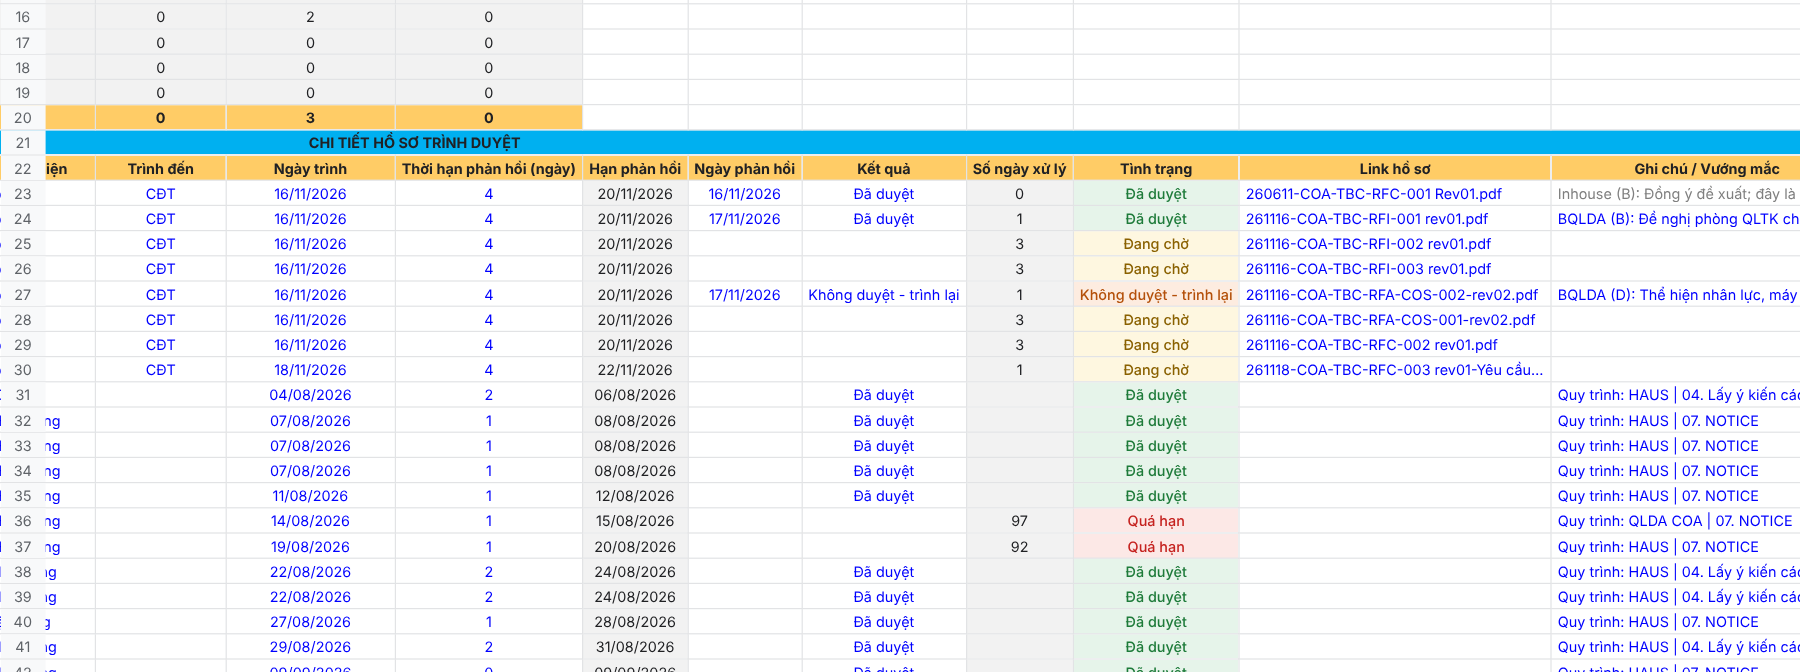 16 0 2 0
17 0 0 0
18 0 0 0
19 0 0 0
20 0 3 0
21 CHI TIẾT HỒ SƠ TRÌNH DUYỆT
22 iện Trình đến Ngày trình Thời hạn phản hồi (ngày) Hạn phản hồi Ngày phản hồi Kết quả Số ngày xử lý Tình trạng Link hồ sơ Ghi chú / Vướng mắc
23 CĐT 16/11/2026 4 20/11/2026 16/11/2026 Đã duyệt 0 Đã duyệt 260611-COA-TBC-RFC-001 Rev01.pdf Inhouse (B): Đồng ý đề xuất; đây là
24 CĐT 16/11/2026 4 20/11/2026 17/11/2026 Đã duyệt 1 Đã duyệt 261116-COA-TBC-RFI-001 rev01.pdf BQLDA (B): Đề nghị phòng QLTK ch
25 CĐT 16/11/2026 4 20/11/2026 3 Đang chờ 261116-COA-TBC-RFI-002 rev01.pdf
26 CĐT 16/11/2026 4 20/11/2026 3 Đang chờ 261116-COA-TBC-RFI-003 rev01.pdf
27 CĐT 16/11/2026 4 20/11/2026 17/11/2026 Không duyệt - trình lại 1 Không duyệt - trình lại 261116-COA-TBC-RFA-COS-002-rev02.pdf BQLDA (D): Thể hiện nhân lực, máy
28 CĐT 16/11/2026 4 20/11/2026 3 Đang chờ 261116-COA-TBC-RFA-COS-001-rev02.pdf
29 CĐT 16/11/2026 4 20/11/2026 3 Đang chờ 261116-COA-TBC-RFC-002 rev01.pdf
30 CĐT 18/11/2026 4 22/11/2026 1 Đang chờ 261118-COA-TBC-RFC-003 rev01-Yêu cầu...
31 04/08/2026 2 06/08/2026 Đã duyệt Đã duyệt Quy trình: HAUS | 04. Lấy ý kiến các
32 ng 07/08/2026 1 08/08/2026 Đã duyệt Đã duyệt Quy trình: HAUS | 07. NOTICE
33 ng 07/08/2026 1 08/08/2026 Đã duyệt Đã duyệt Quy trình: HAUS | 07. NOTICE
34 ng 07/08/2026 1 08/08/2026 Đã duyệt Đã duyệt Quy trình: HAUS | 07. NOTICE
35 ng 11/08/2026 1 12/08/2026 Đã duyệt Đã duyệt Quy trình: HAUS | 07. NOTICE
36 ng 14/08/2026 1 15/08/2026 97 Quá hạn Quy trình: QLDA COA | 07. NOTICE
37 ng 19/08/2026 1 20/08/2026 92 Quá hạn Quy trình: HAUS | 07. NOTICE
38 ng 22/08/2026 2 24/08/2026 Đã duyệt Đã duyệt Quy trình: HAUS | 04. Lấy ý kiến các
39 ng 22/08/2026 2 24/08/2026 Đã duyệt Đã duyệt Quy trình: HAUS | 04. Lấy ý kiến các
40 g 27/08/2026 1 28/08/2026 Đã duyệt Đã duyệt Quy trình: HAUS | 07. NOTICE
41 ng 29/08/2026 2 31/08/2026 Đã duyệt Đã duyệt Quy trình: HAUS | 04. Lấy ý kiến các